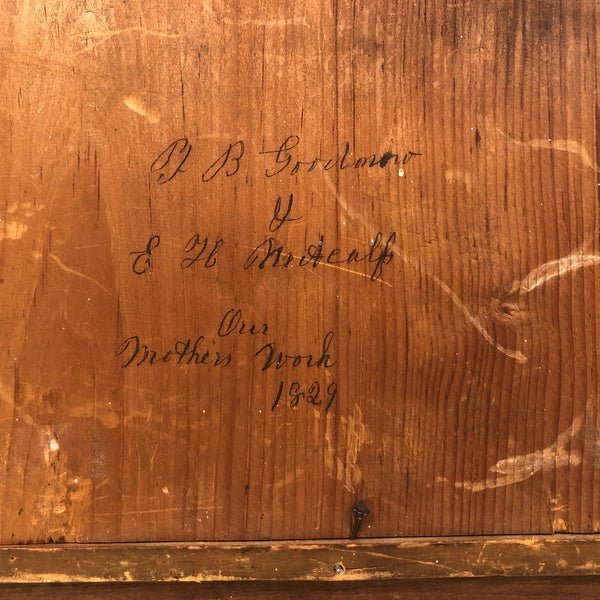 B Goodnow
&
E H Metcalf
Our
Mothers Work
1829